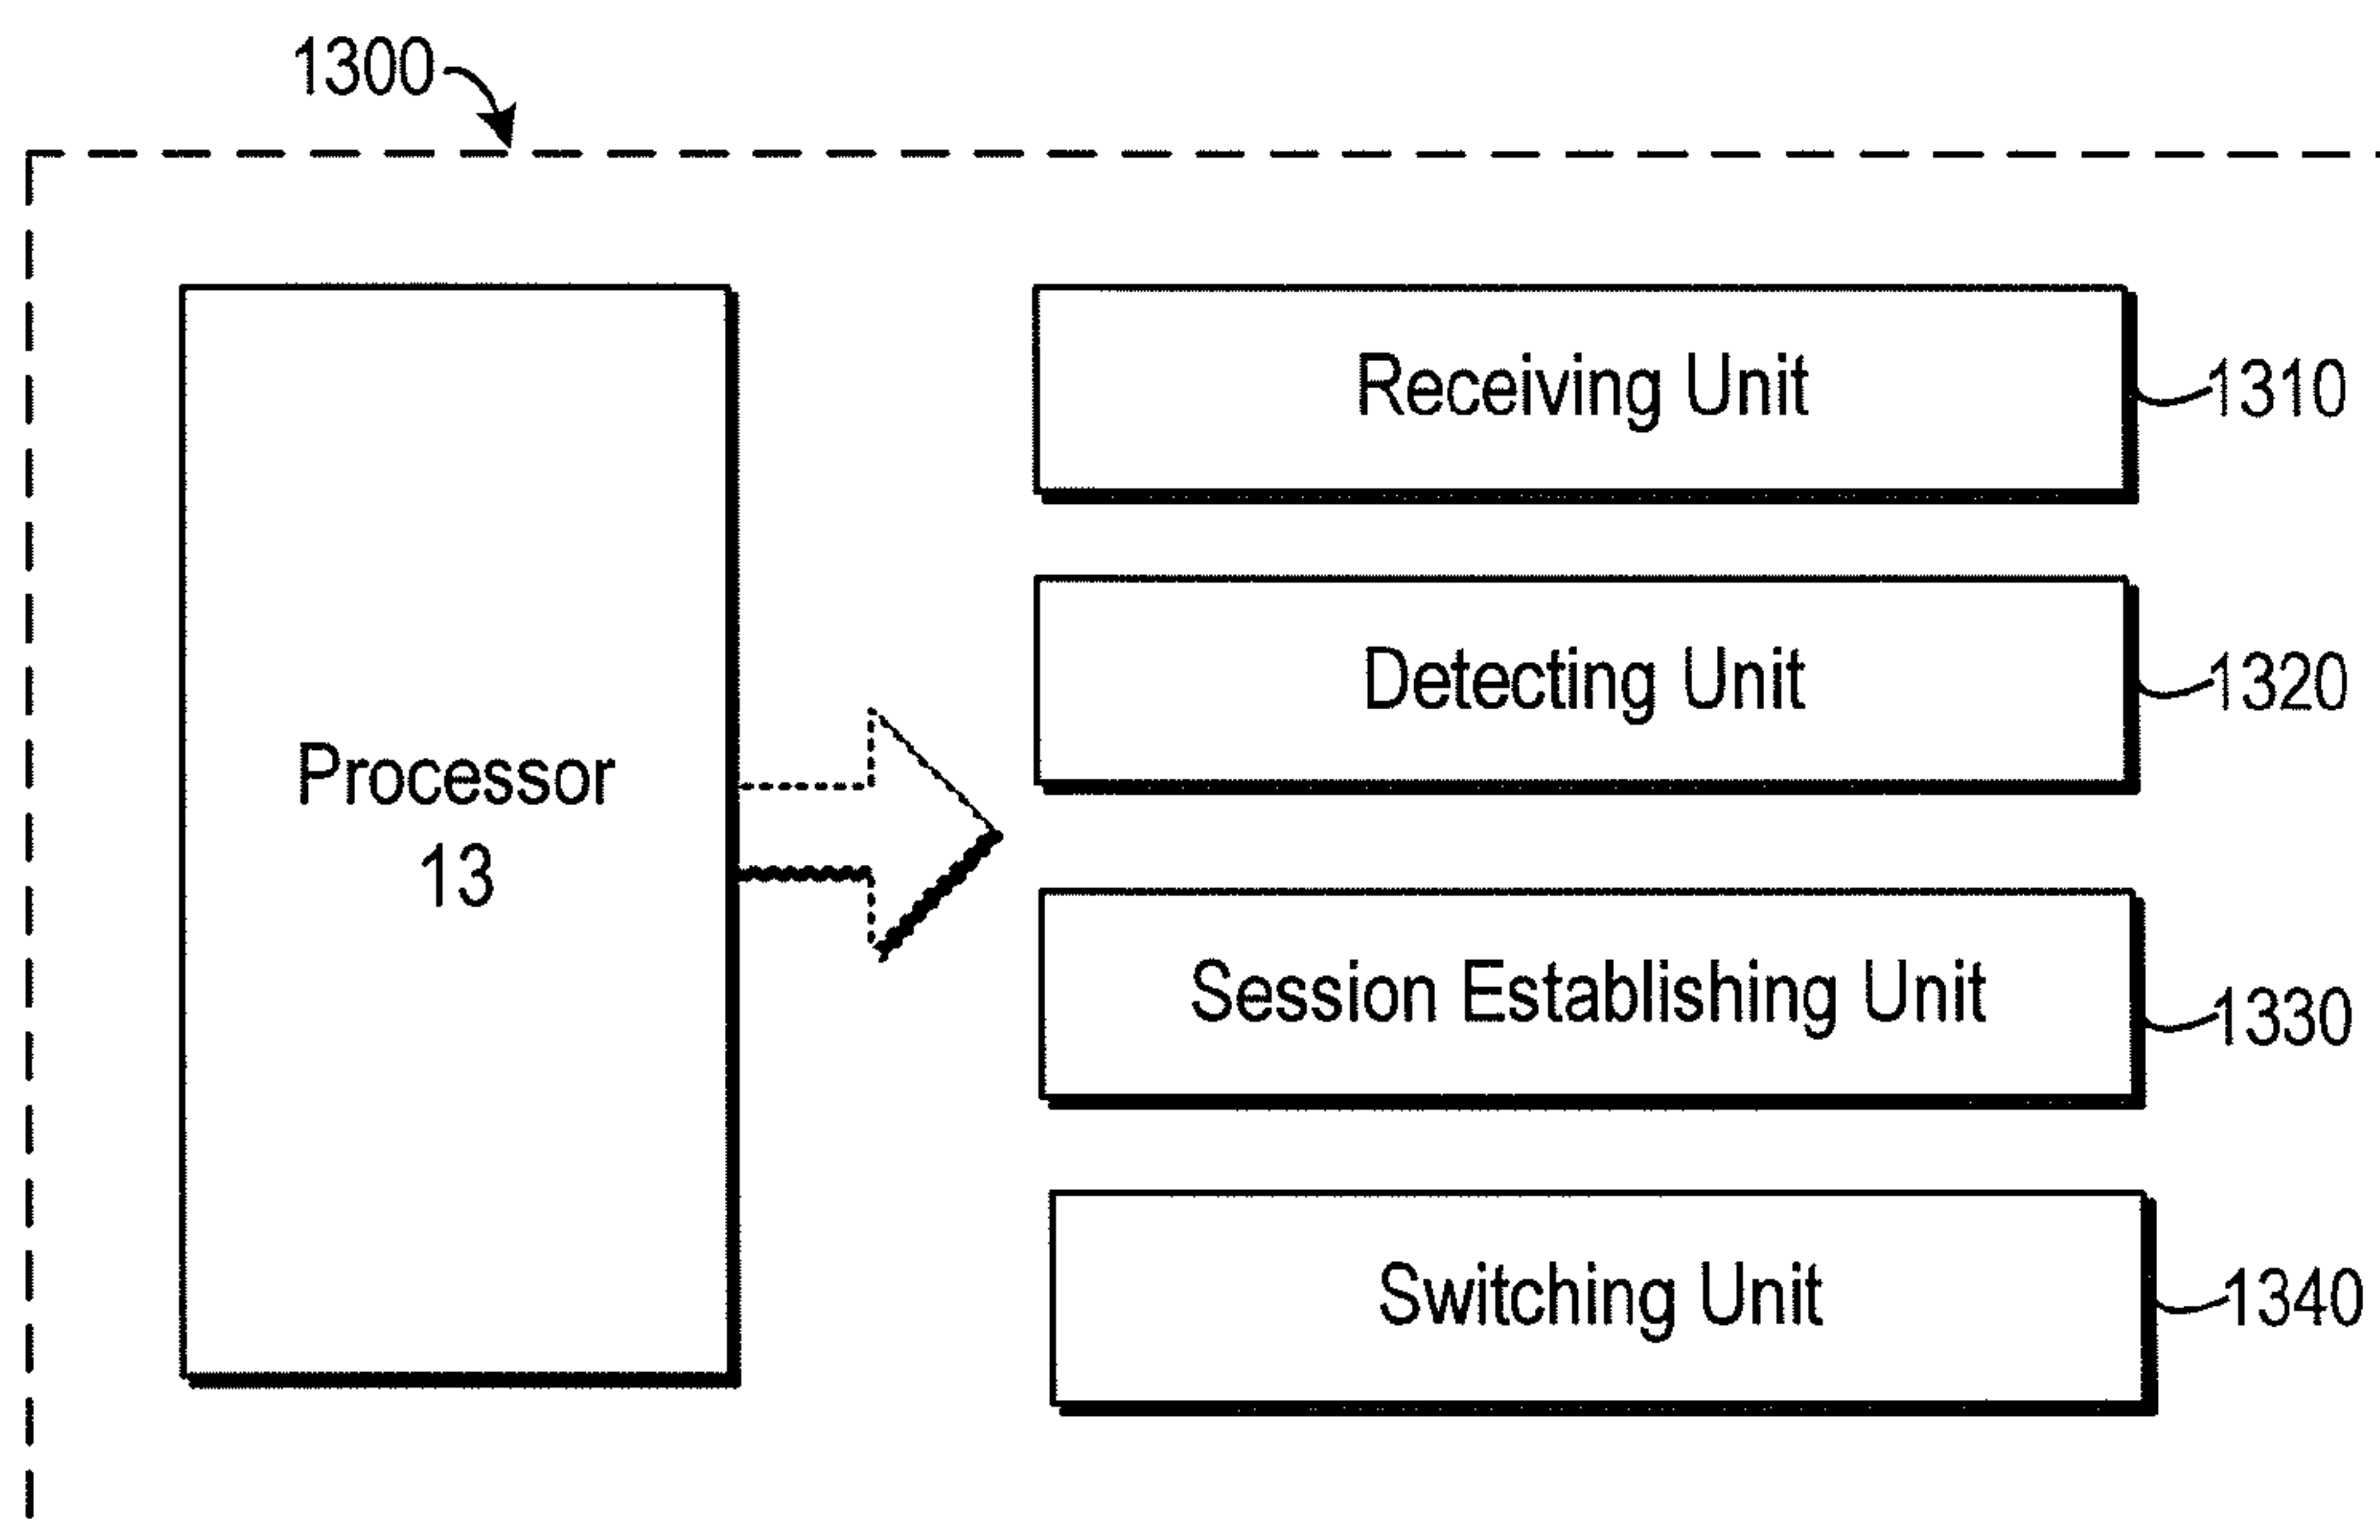 1300
Receiving Unit
1310
Detecting Unit
1320
Processor
13
Session Establishing Unit
1330
Switching Unit
1340